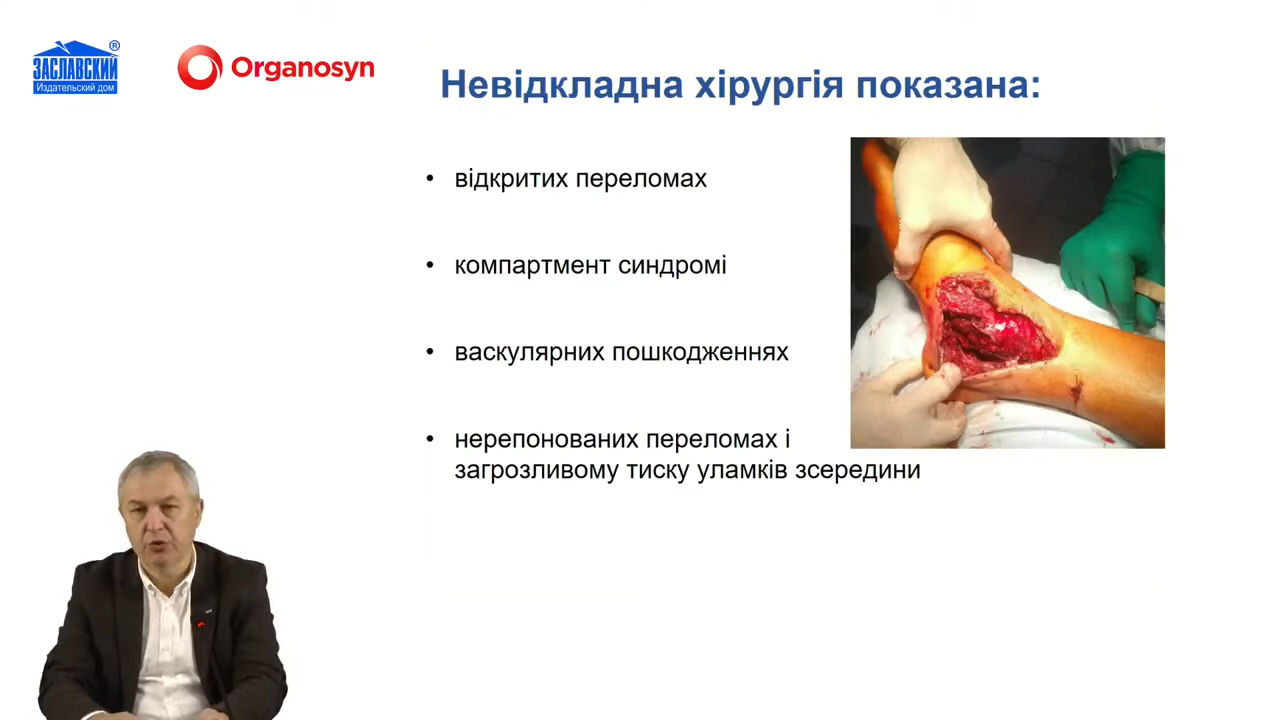 ЗАСЛАВСКИЙ®
Издательский дом
Organosyn
Невідкладна хірургія показана:
• відкритих переломах
• компартмент синдромі
• васкулярних пошкодженнях
• нерепонованих переломах і
загрозливому тиску уламків зсередини